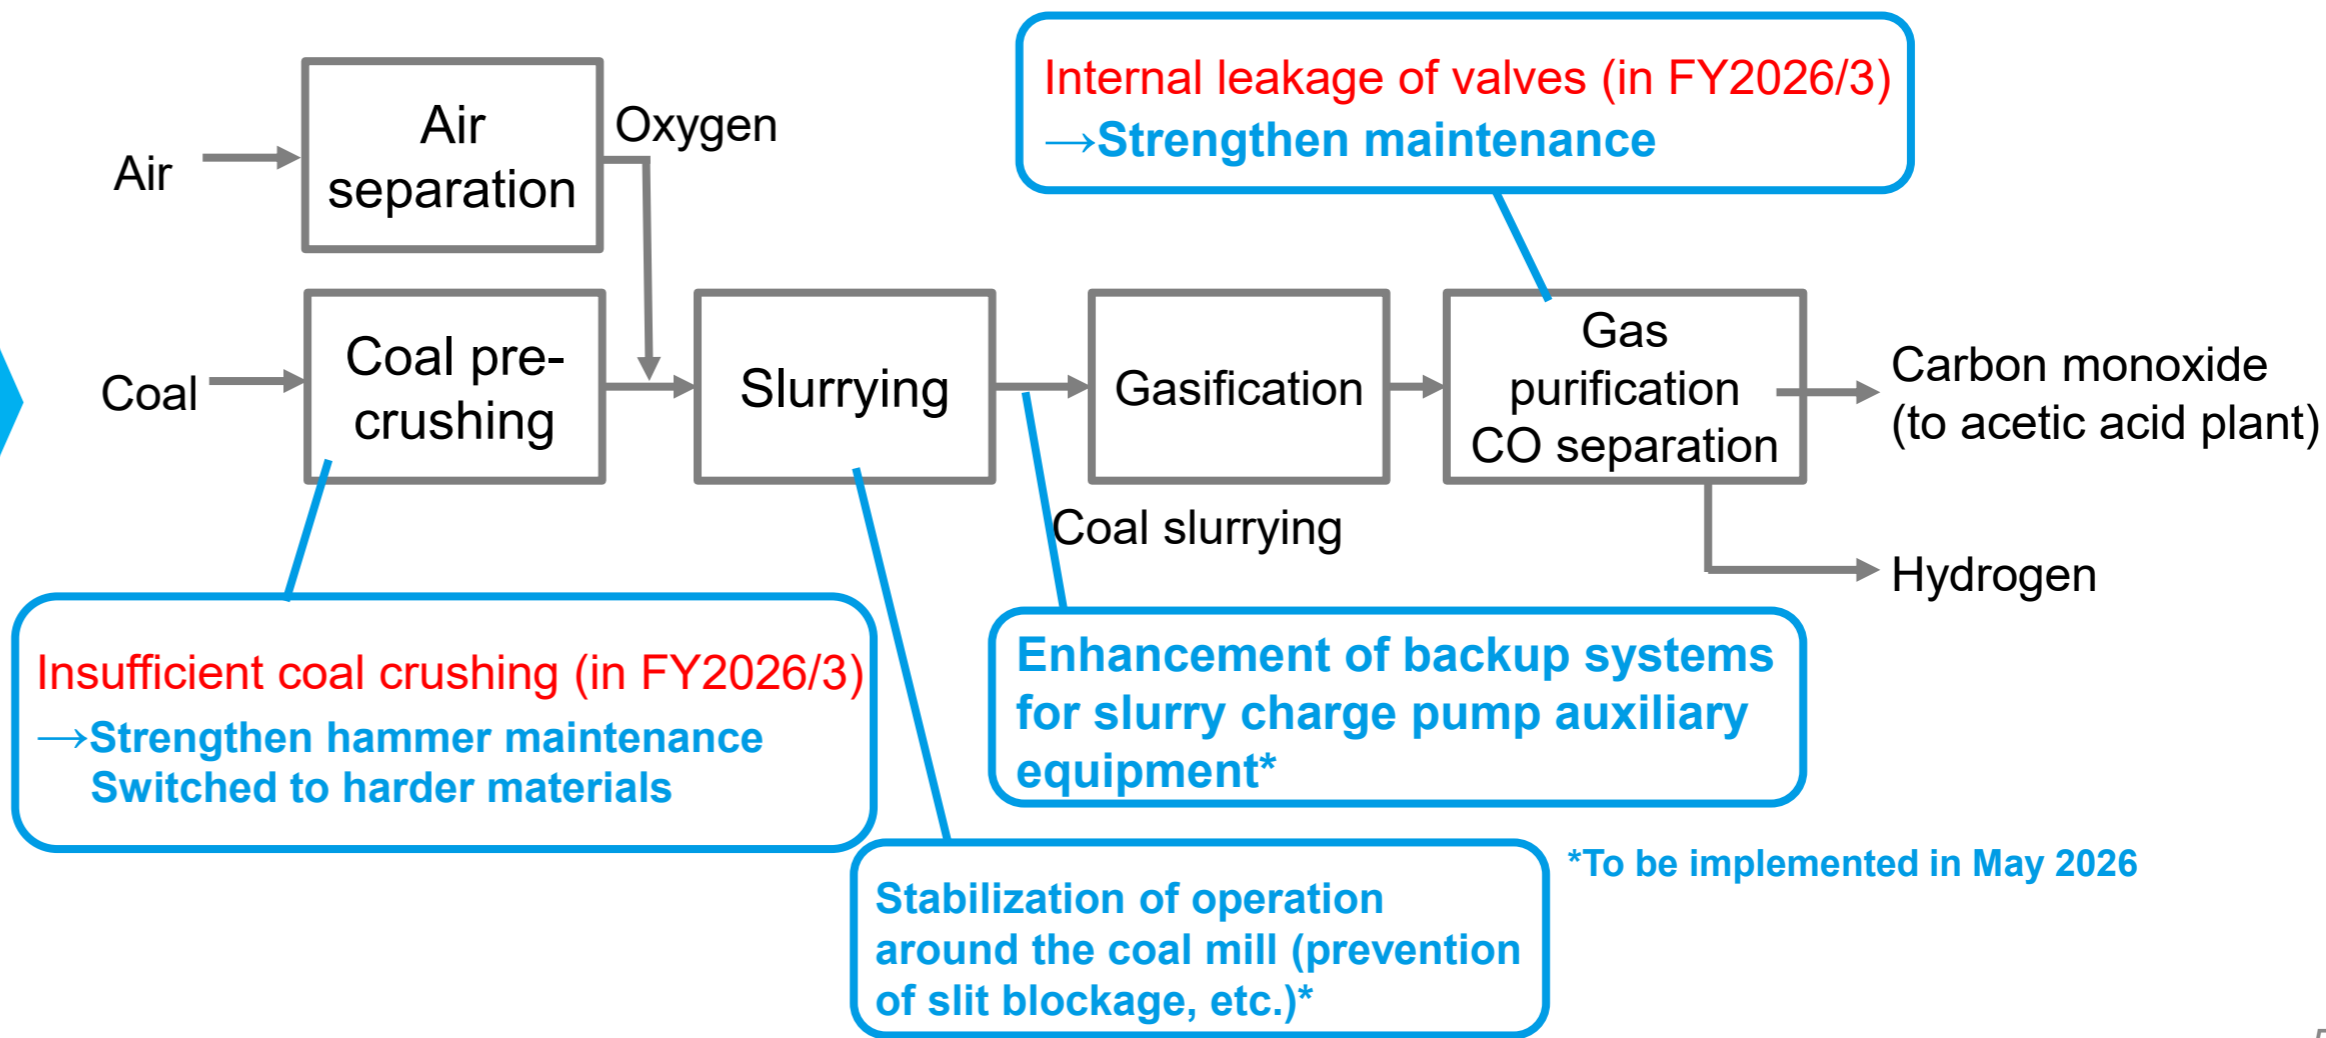 Internal leakage of valves (in FY2026/3)
→Strengthen maintenance
Air
Air
separation
Oxygen
Coal
Coal pre-
crushing
Slurrying
Gasification
Gas
purification
CO separation
Carbon monoxide
(to acetic acid plant)
Coal slurrying
Hydrogen
Insufficient coal crushing (in FY2026/3)
→Strengthen hammer maintenance
Switched to harder materials
Enhancement of backup systems
for slurry charge pump auxiliary
equipment*
Stabilization of operation
around the coal mill (prevention
of slit blockage, etc.)*
*To be implemented in May 2026